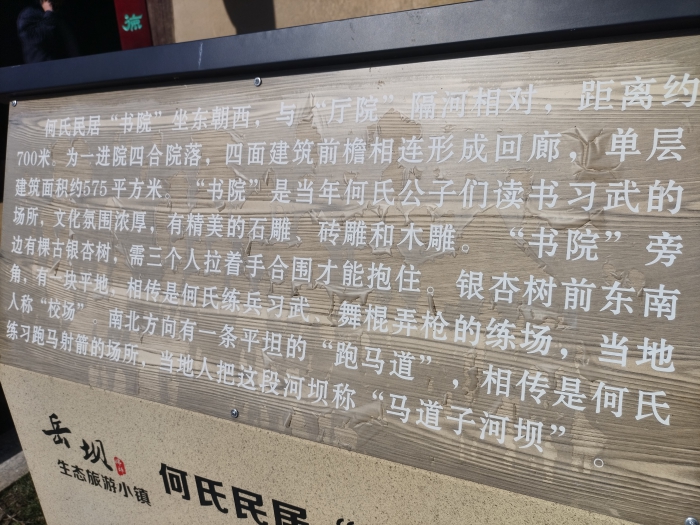 何氏民居“书院”坐东朝西，与“厅院”隔河相对，距离约
700米。为一进院四合院落，四面建筑前檐相连形成回廊，单层
建筑面积约575平方米。“书院”是当年何氏公子们读书习武的
场所，文化氛围浓厚，有精美的石雕、砖雕和木雕。“书院”旁
边有棵古银杏树，需三个人拉着手合围才能抱住。银杏树前东南
角，有一块平地，相传是何氏练兵习武、舞棍弄枪的练场，当地
人称“校场”。南北方向有一条平坦的“跑马道”，相传是何氏
练习跑马射箭的场所，当地人把这段河坝称“马道子河坝”。
岳坝
生态旅游小镇
何氏民居“